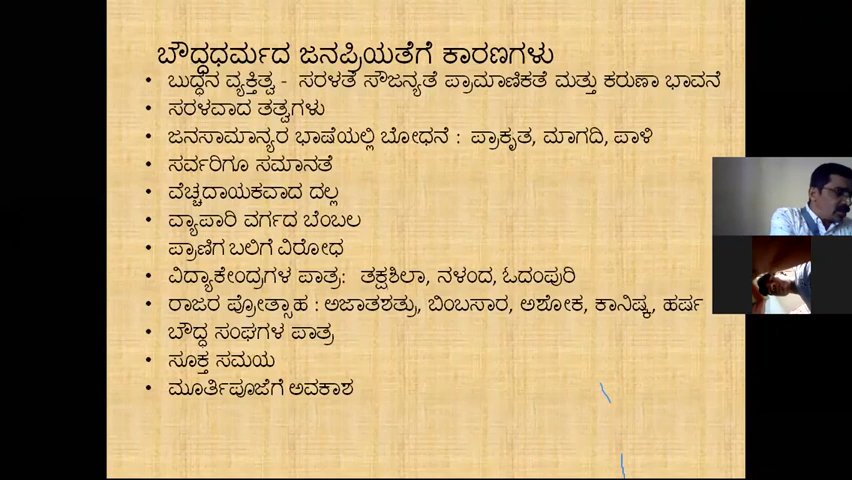 ಬೌದ್ಧಧರ್ಮದ ಜನಪ್ರಿಯತೆಗೆ ಕಾರಣಗಳು
• ಬುದ್ಧನ ವ್ಯಕ್ತಿತ್ವ - ಸರಳತೆ ಸೌಜನ್ಯತೆ ಪ್ರಾಮಾಣಿಕತೆ ಮತ್ತು ಕರುಣಾ ಭಾವನೆ
• ಸರಳವಾದ ತತ್ವಗಳು
• ಜನಸಾಮಾನ್ಯರ ಭಾಷೆಯಲ್ಲಿ ಬೋಧನೆ : ಪ್ರಾಕೃತ, ಮಾಗದಿ, ಪಾಳಿ
• ಸರ್ವರಿಗೂ ಸಮಾನತೆ
• ವೆಚ್ಚದಾಯಕವಾದ ದಲ್ಲ
• ವ್ಯಾಪಾರಿ ವರ್ಗದ ಬೆಂಬಲ
• ಪ್ರಾಣಿಗ ಬಲಿಗೆ ವಿರೋಧ
• ವಿದ್ಯಾಕೇಂದ್ರಗಳ ಪಾತ್ರ: ತಕ್ಷಶಿಲಾ, ನಳಂದ, ಓದಂಪುರಿ
• ರಾಜರ ಪ್ರೋತ್ಸಾಹ : ಅಜಾತಶತ್ರು, ಬಿಂಬಸಾರ, ಅಶೋಕ, ಕಾನಿಷ್ಕ, ಹರ್ಷ
• ಬೌದ್ಧ ಸಂಘಗಳ ಪಾತ್ರ
• ಸೂಕ್ತ ಸಮಯ
• ಮೂರ್ತಿಪೂಜೆಗೆ ಅವಕಾಶ